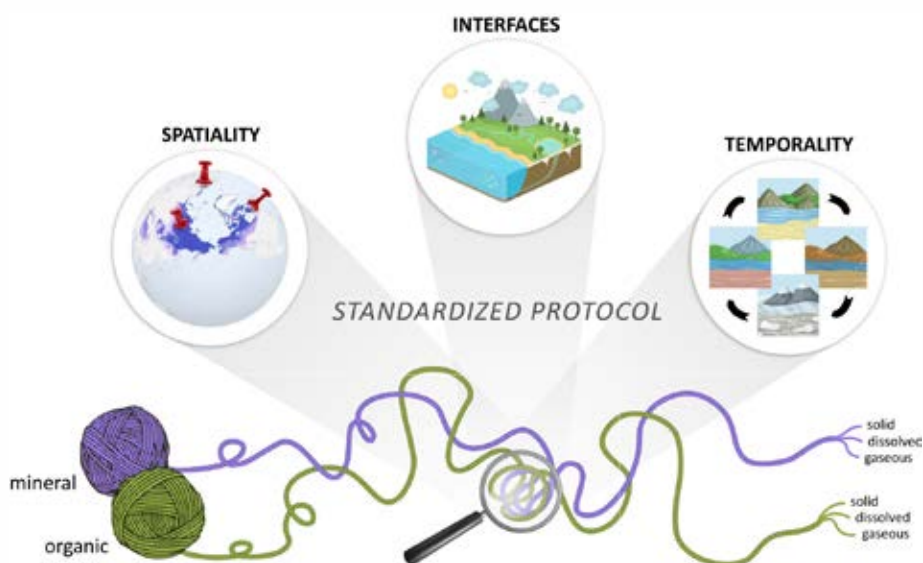 INTERFACES
SPATIALITY
TEMPORALITY
STANDARDIZED PROTOCOL
mineral
organic
solid
dissolved
gaseous
solid
dissolved
gaseous